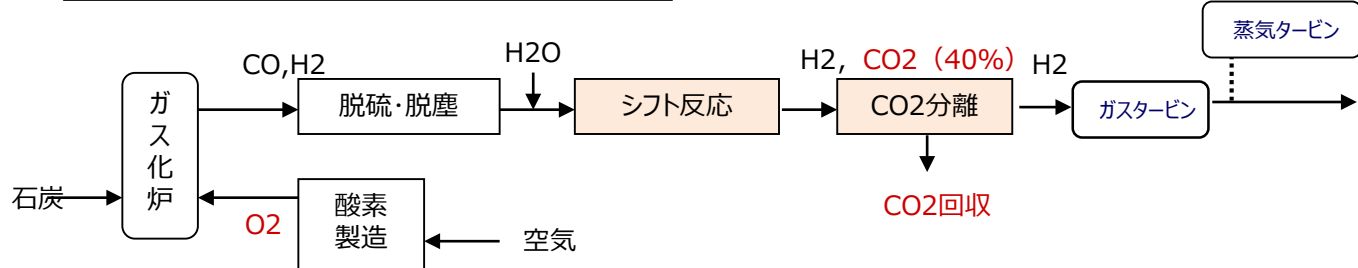 蒸気タービン
CO,H2
H2O
H2, CO2（40%）
H2
ガス化炉
脱硫・脱塵
シフト反応
CO2分離
ガスタービン
石炭
O2
酸素
製造
空気
CO2回収